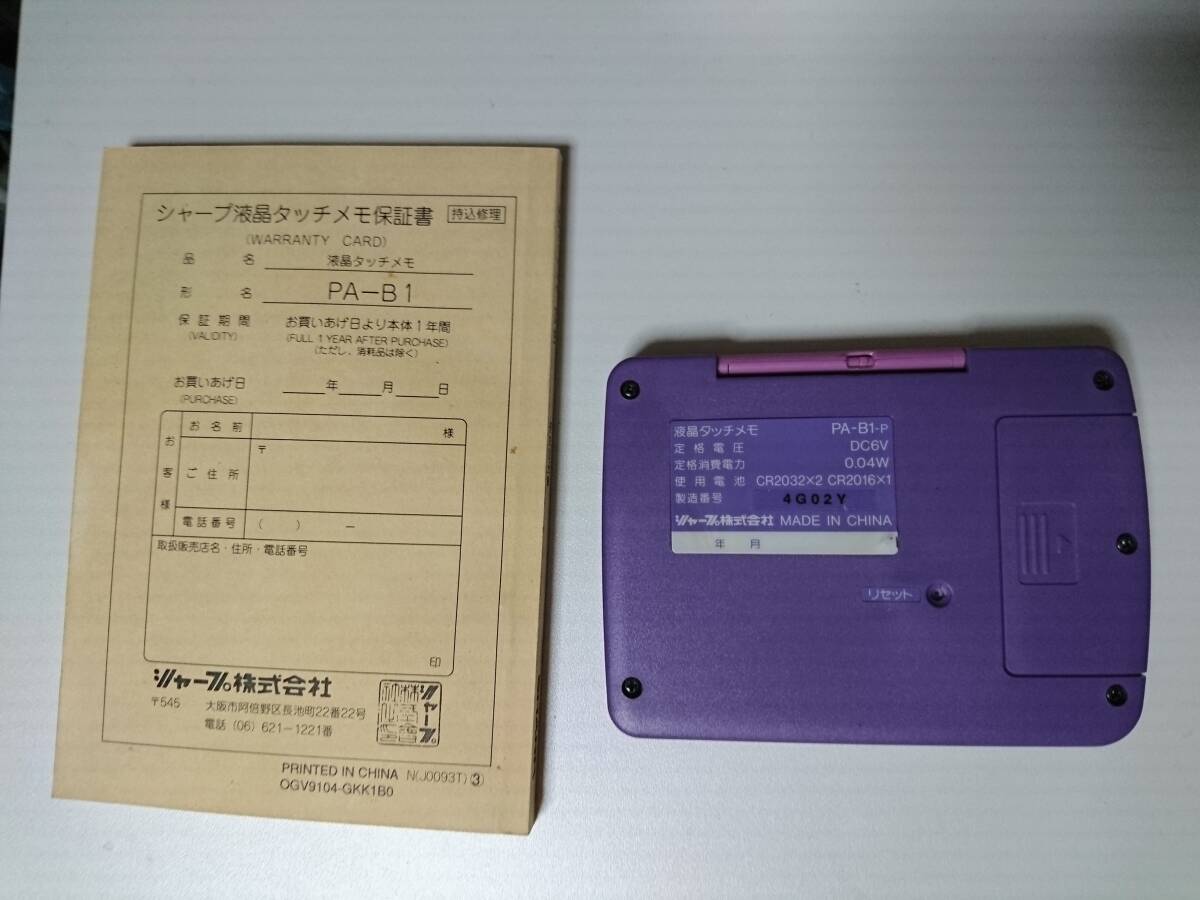 シャープ液晶タッチメモ保証書 持込修理
(WARRANTY CARD)
品名 液晶タッチメモ
形名 PA-B1
保証期間 お買いあげ日より本体1年間
(VALIDITY) (FULL 1 YEAR AFTER PURCHASE)
(ただし、消耗品は除く)
お買いあげ日 年 月 日
(PURCHASE)
お客様
お名前 様
ご住所 〒
電話番号 ( ) −
取扱販売店名・住所・電話番号
印
シャープ株式会社
〒545 大阪市阿倍野区長池町22番22号
電話 (06) 621-1221番
PRINTED IN CHINA N(J0093T)③
OGV9104-GKK1B0
液晶タッチメモ PA-B1-P
定格電圧 DC6V
定格消費電力 0.04W
使用電池 CR2032×2 CR2016×1
製造番号 4G02Y
シャープ株式会社 MADE IN CHINA
年 月
リセット